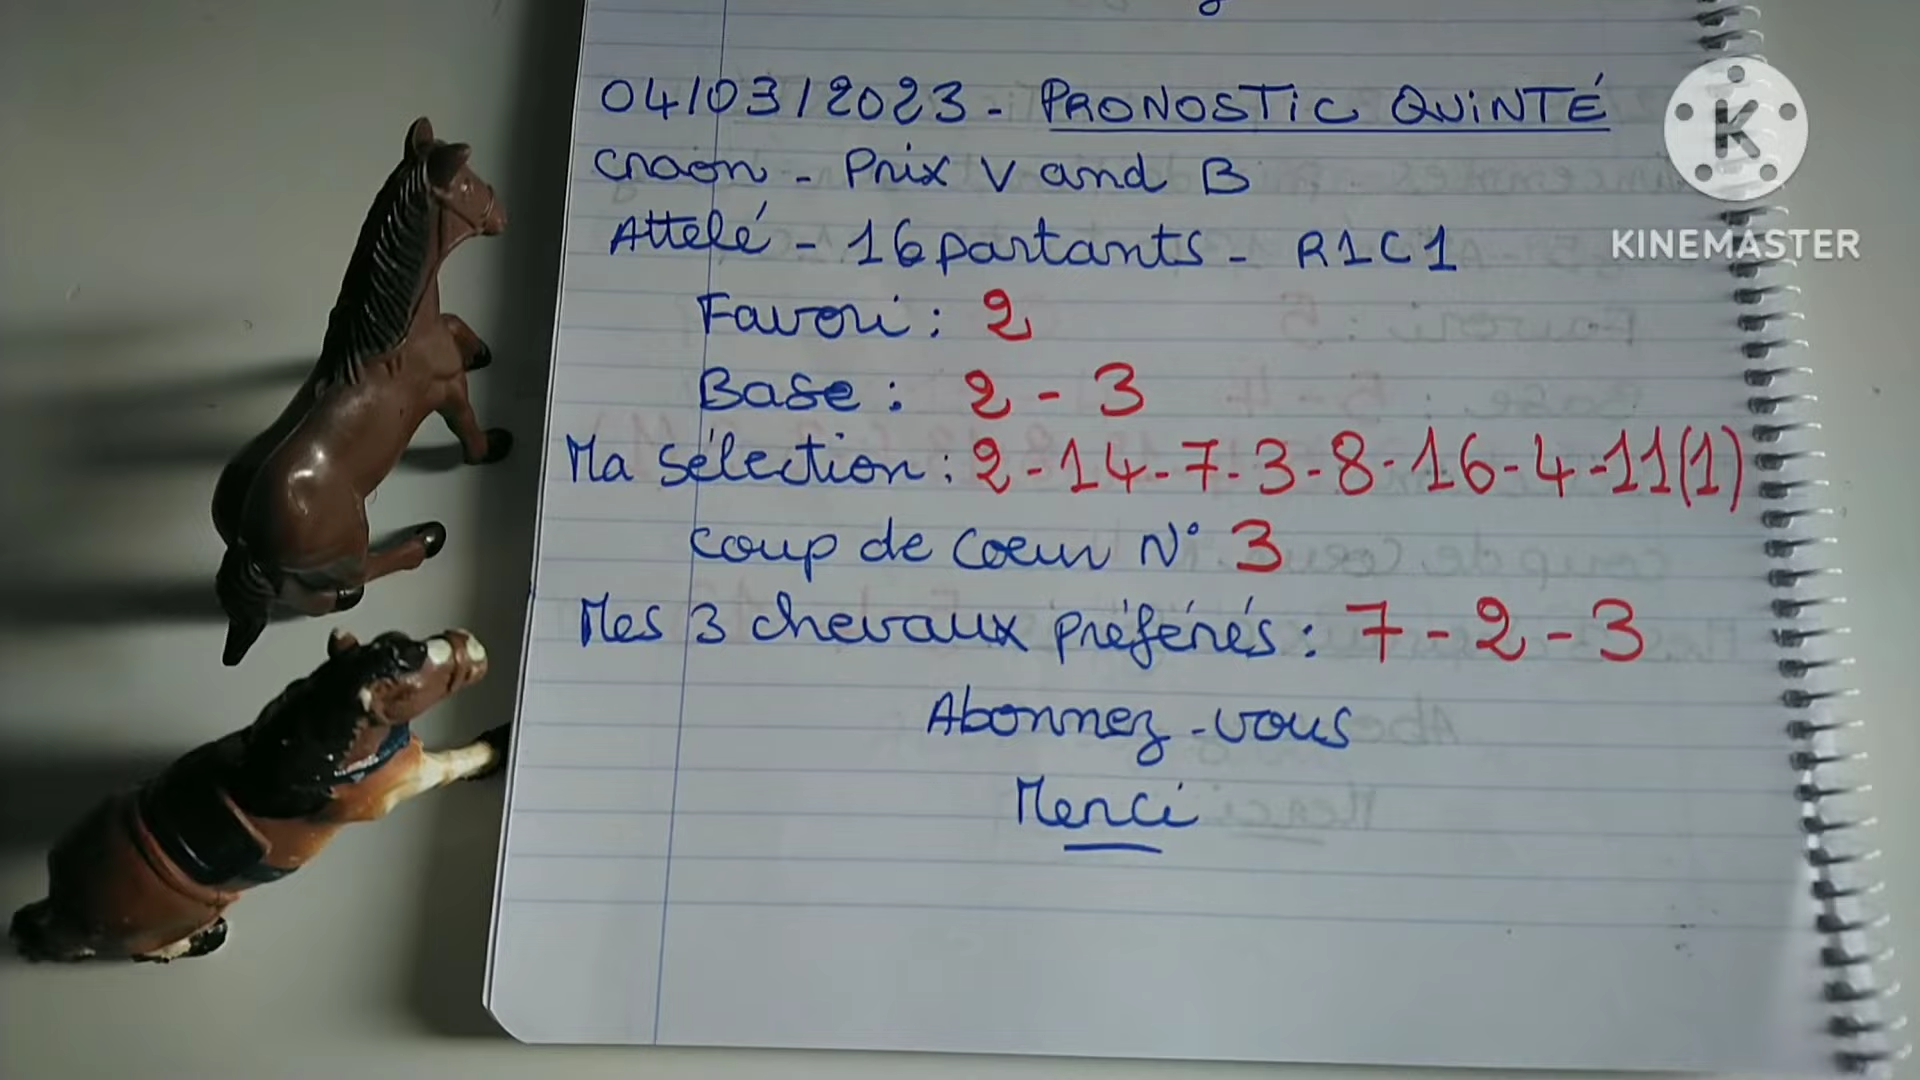 04/03/2023 - PRONOSTIC QUINTÉ
Craon - Prix V and B
Attelé - 16 partants - R1C1
Favori : 2
Base : 2 - 3
Ma sélection : 2 - 14 - 7 - 3 - 8 - 16 - 4 - 11 (1)
Coup de Coeur N° 3
Mes 3 chevaux préférés : 7 - 2 - 3
Abonnez-vous
Merci
K
KINEMASTER